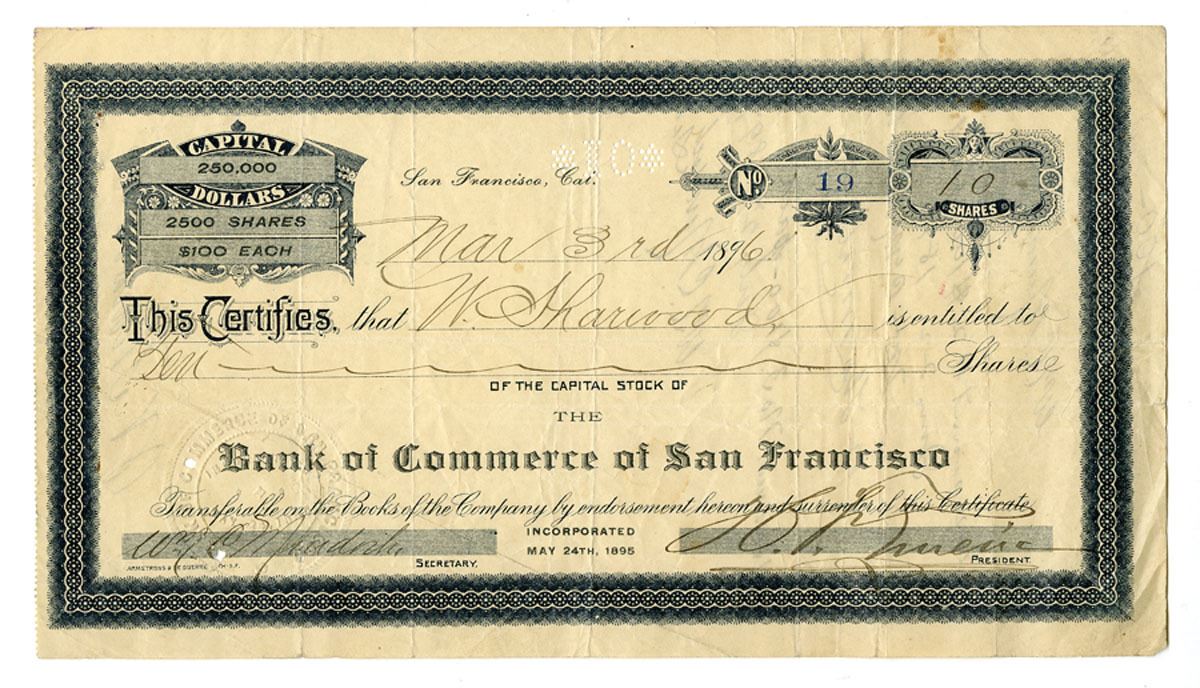 CAPITAL
250,000
DOLLARS
2500 SHARES
$100 EACH
San Francisco, Cal.
*10*
No 19
10
SHARES
Mar 3rd 1896
This Certifies, that W. Sharwood, is entitled to
Ten Shares
OF THE CAPITAL STOCK OF
THE
Bank of Commerce of San Francisco
Transferable on the Books of the Company by endorsement hereon and surrender of this Certificate
INCORPORATED
MAY 24TH, 1895
SECRETARY.
PRESIDENT.